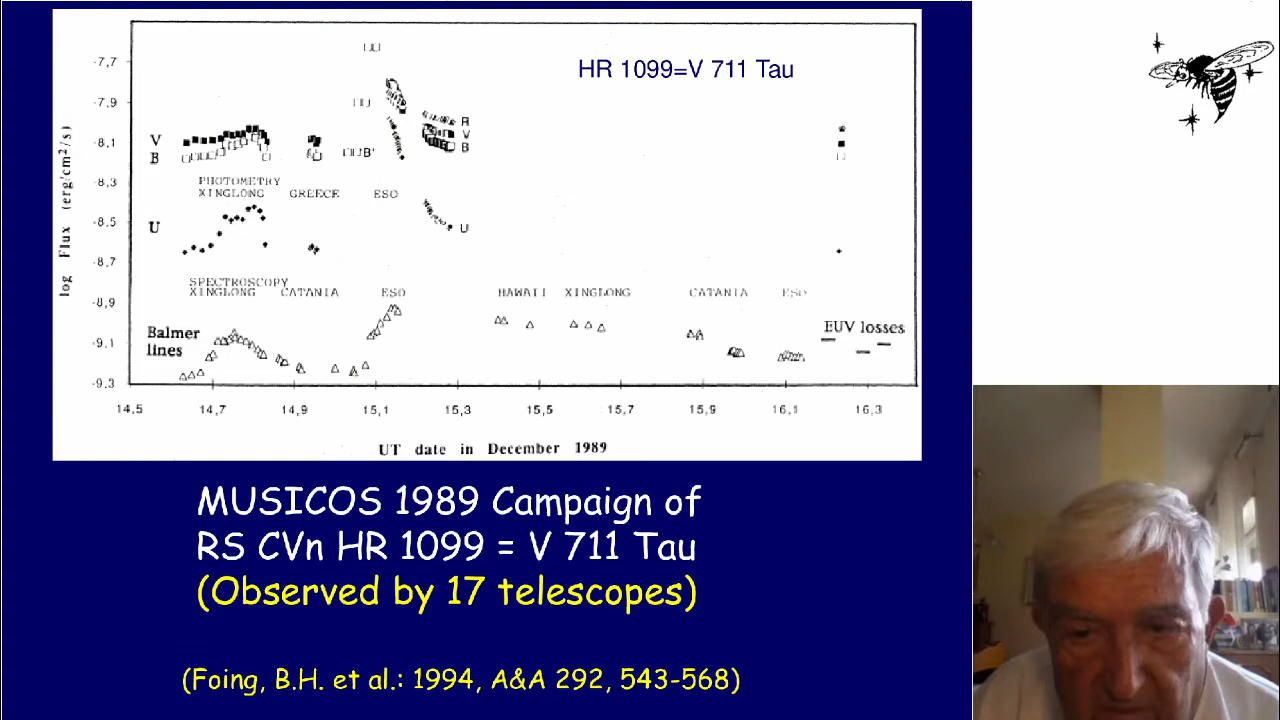 HR 1099=V 711 Tau
log Flux (erg/cm²/s)
-7,7
-7,9
-8,1
-8,3
-8,5
-8,7
-8,9
-9,1
-9,3
V
B
U
B'
R
V
B
U
PHOTOMETRY
XINGLONG GREECE ESO
SPECTROSCOPY
XINGLONG CATANIA ESO HAWAII XINGLONG CATANIA ESO
Balmer
lines
EUV losses
14,5 14,7 14,9 15,1 15,3 15,5 15,7 15,9 16,1 16,3
UT date in December 1989
MUSICOS 1989 Campaign of
RS CVn HR 1099 = V 711 Tau
(Observed by 17 telescopes)
(Foing, B.H. et al.: 1994, A&A 292, 543-568)